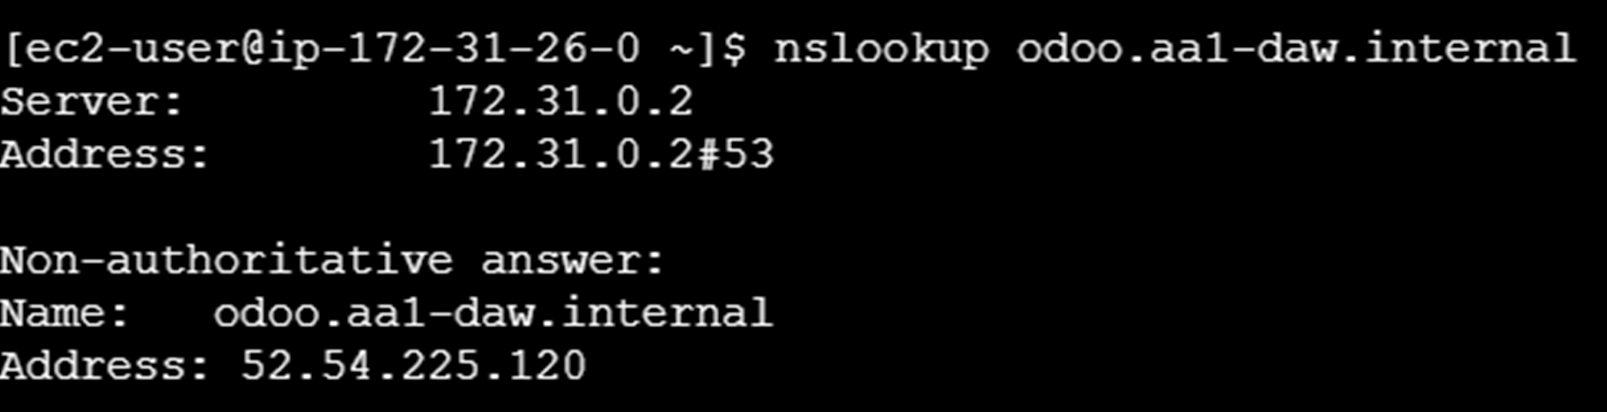 [ec2-user@ip-172-31-26-0 ~]$ nslookup odoo.aa1-daw.internal
Server:         172.31.0.2
Address:        172.31.0.2#53

Non-authoritative answer:
Name:   odoo.aa1-daw.internal
Address: 52.54.225.120